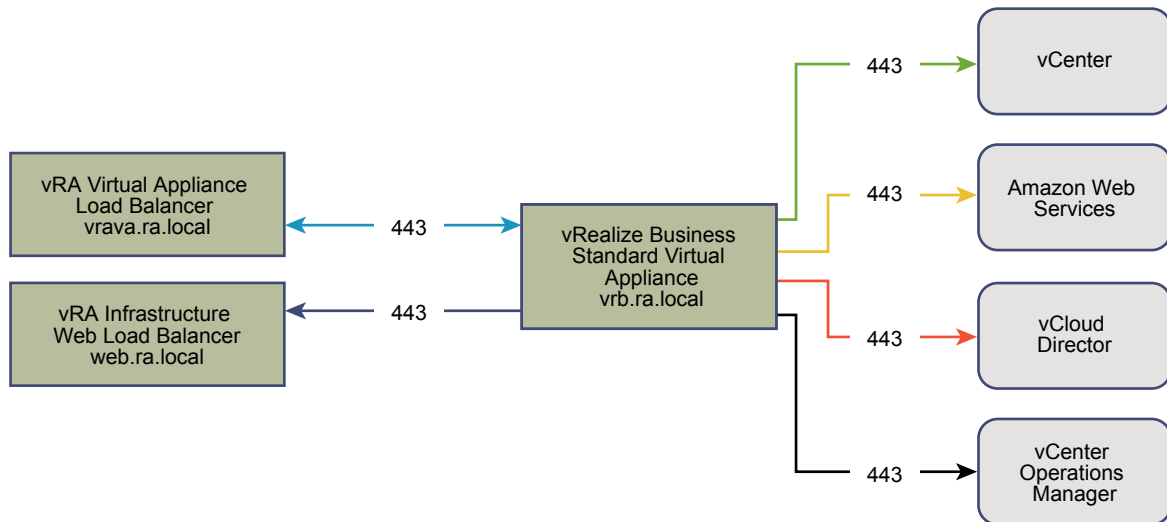 vRA Virtual Appliance
Load Balancer
vrava.ra.local
443
vRA Infrastructure
Web Load Balancer
web.ra.local
443
vRealize Business
Standard Virtual
Appliance
vrb.ra.local
443
vCenter
443
Amazon Web
Services
443
vCloud
Director
443
vCenter
Operations
Manager